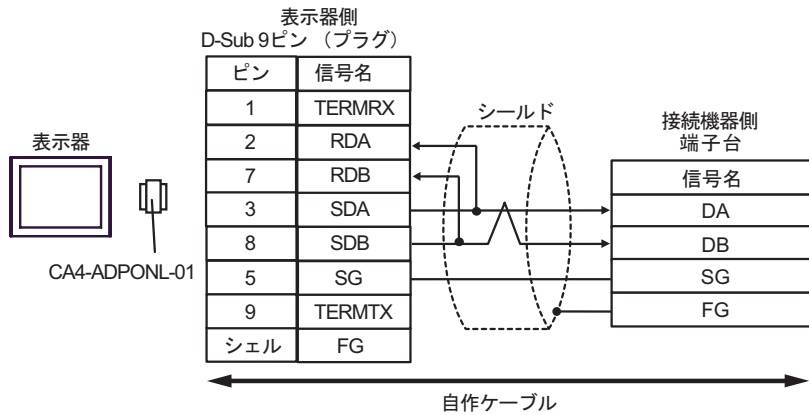 表示器側
D-Sub 9ピン （プラグ）
ピン 信号名
1 TERMRX
2 RDA
7 RDB
3 SDA
8 SDB
5 SG
9 TERMTX
シェル FG
表示器
CA4-ADPONL-01
シールド
接続機器側
端子台
信号名
DA
DB
SG
FG
自作ケーブル